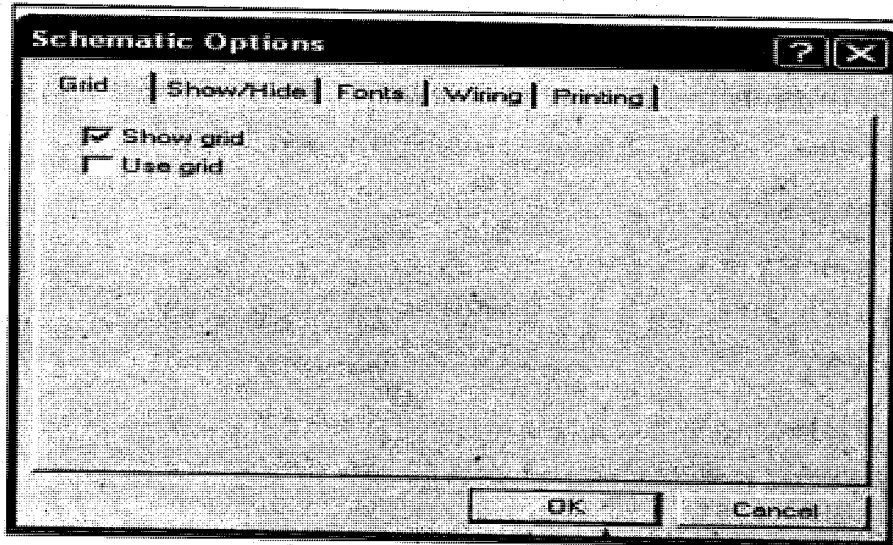 Schematic Options
Grid Show/Hide Fonts Wiring Printing
Show grid
Use grid
OK Cancel